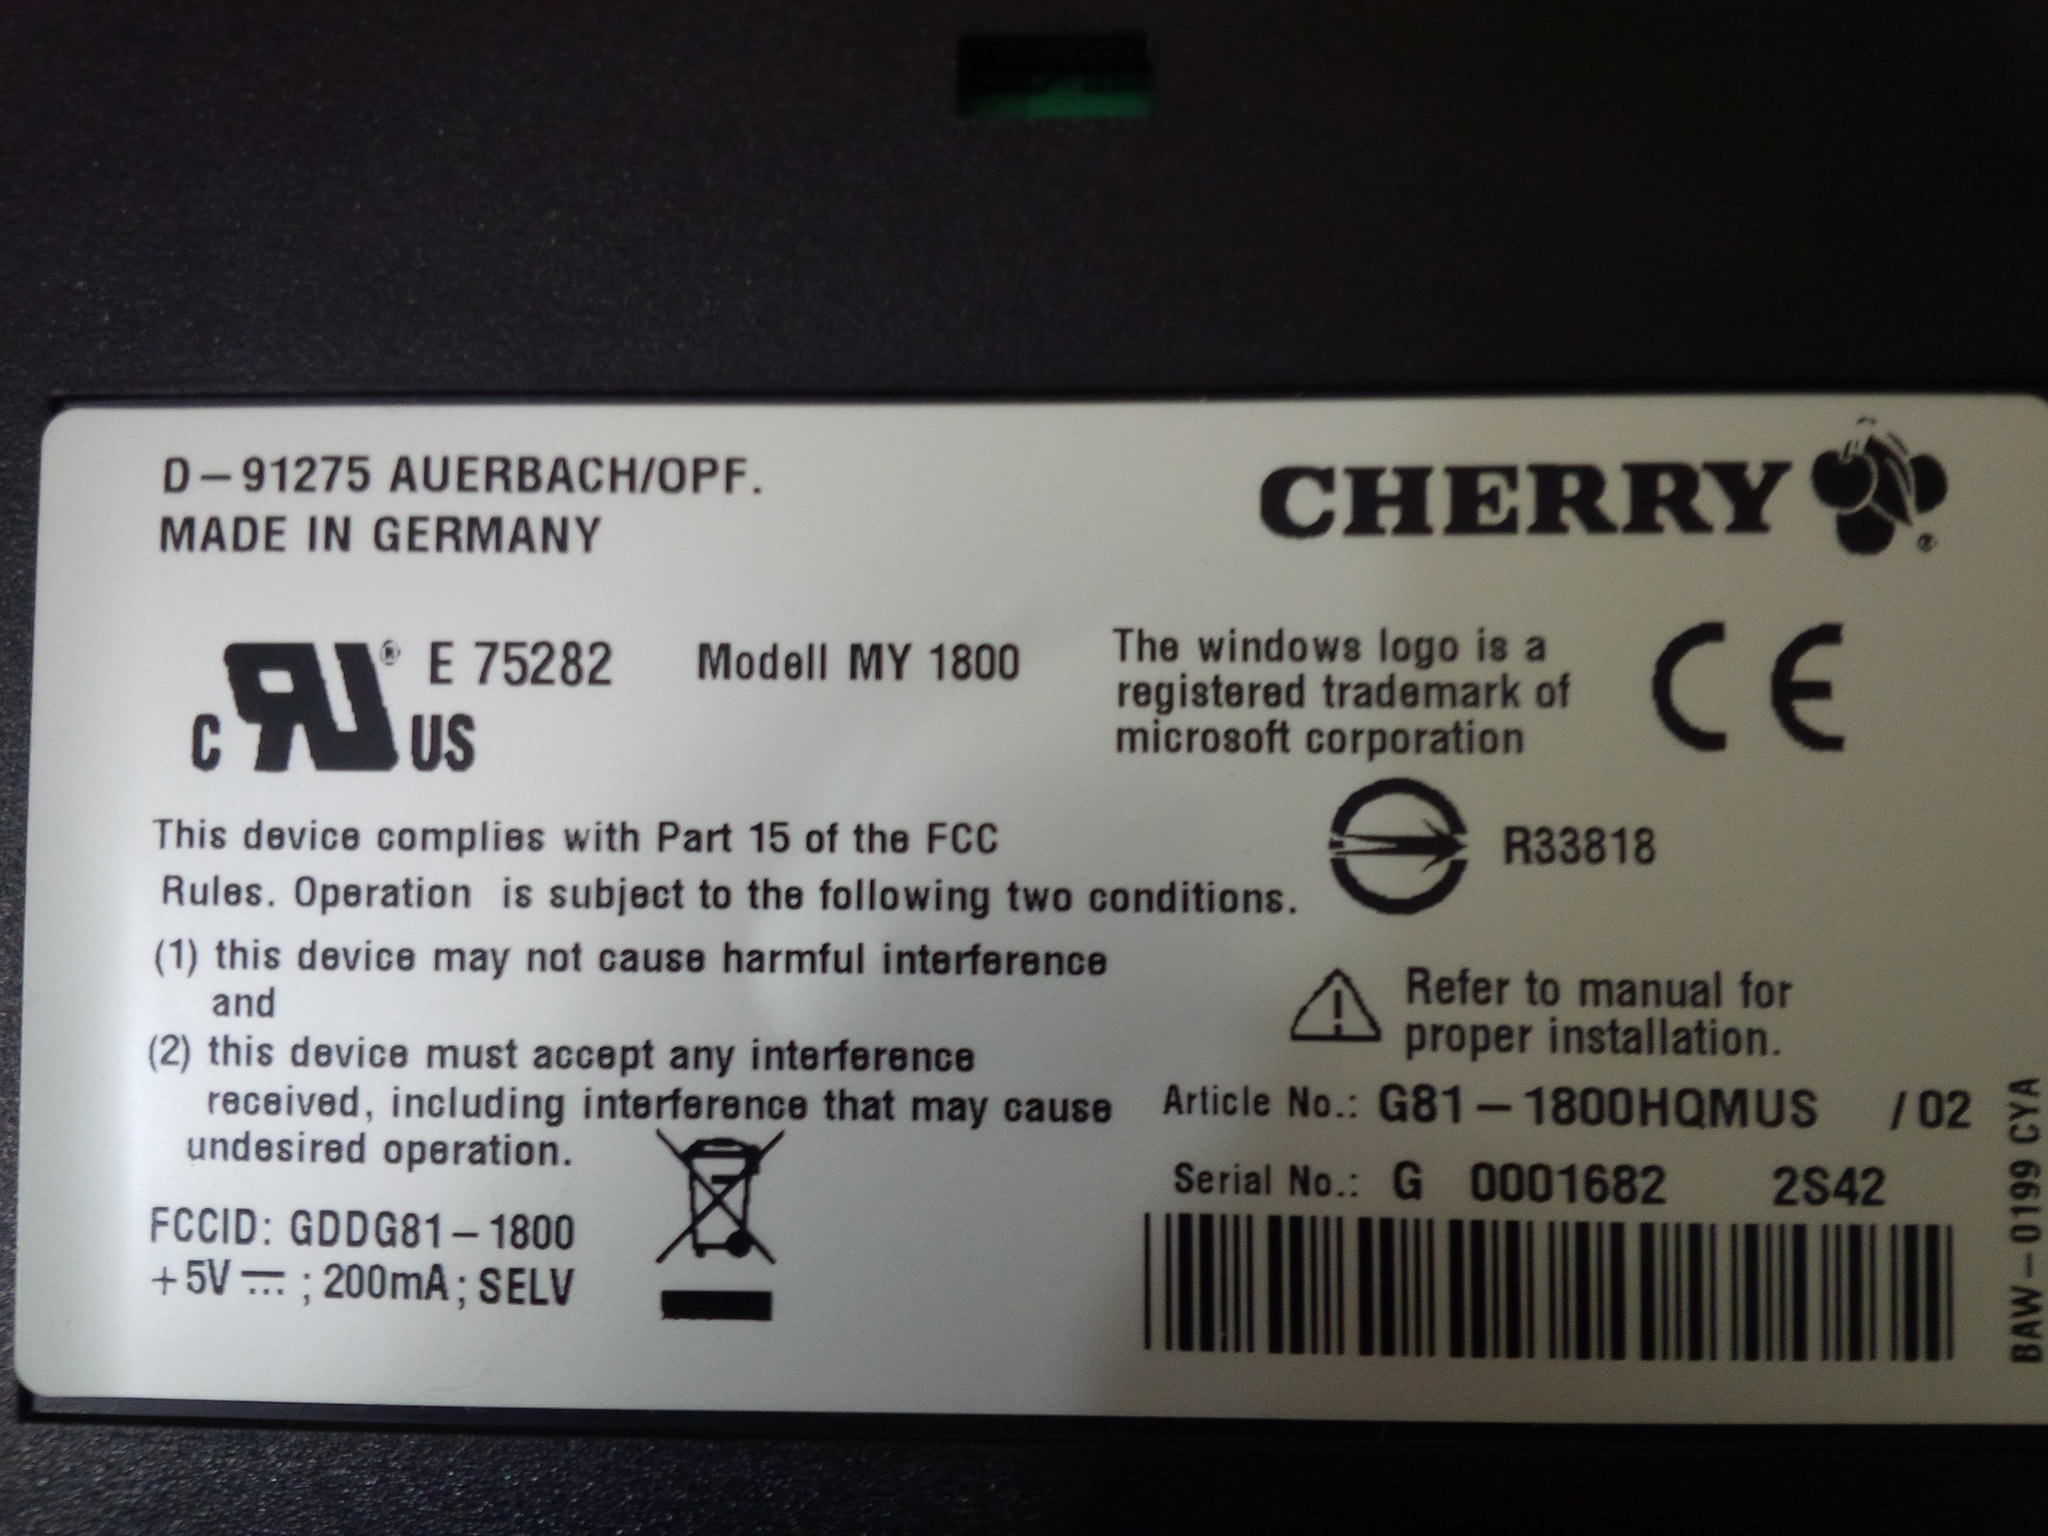 D-91275 AUERBACH/OPF.
MADE IN GERMANY
CHERRY ®
C RU ® US E 75282
Modell MY 1800
The windows logo is a
registered trademark of
microsoft corporation
CE
R33818
This device complies with Part 15 of the FCC
Rules. Operation is subject to the following two conditions.
(1) this device may not cause harmful interference
and
(2) this device must accept any interference
received, including interference that may cause
undesired operation.
Refer to manual for
proper installation.
FCCID: GDDG81-1800
+5V ⎓ ; 200mA; SELV
Article No.: G81-1800HQMUS /02
Serial No.: G 0001682 2S42
BAW-0199 CYA